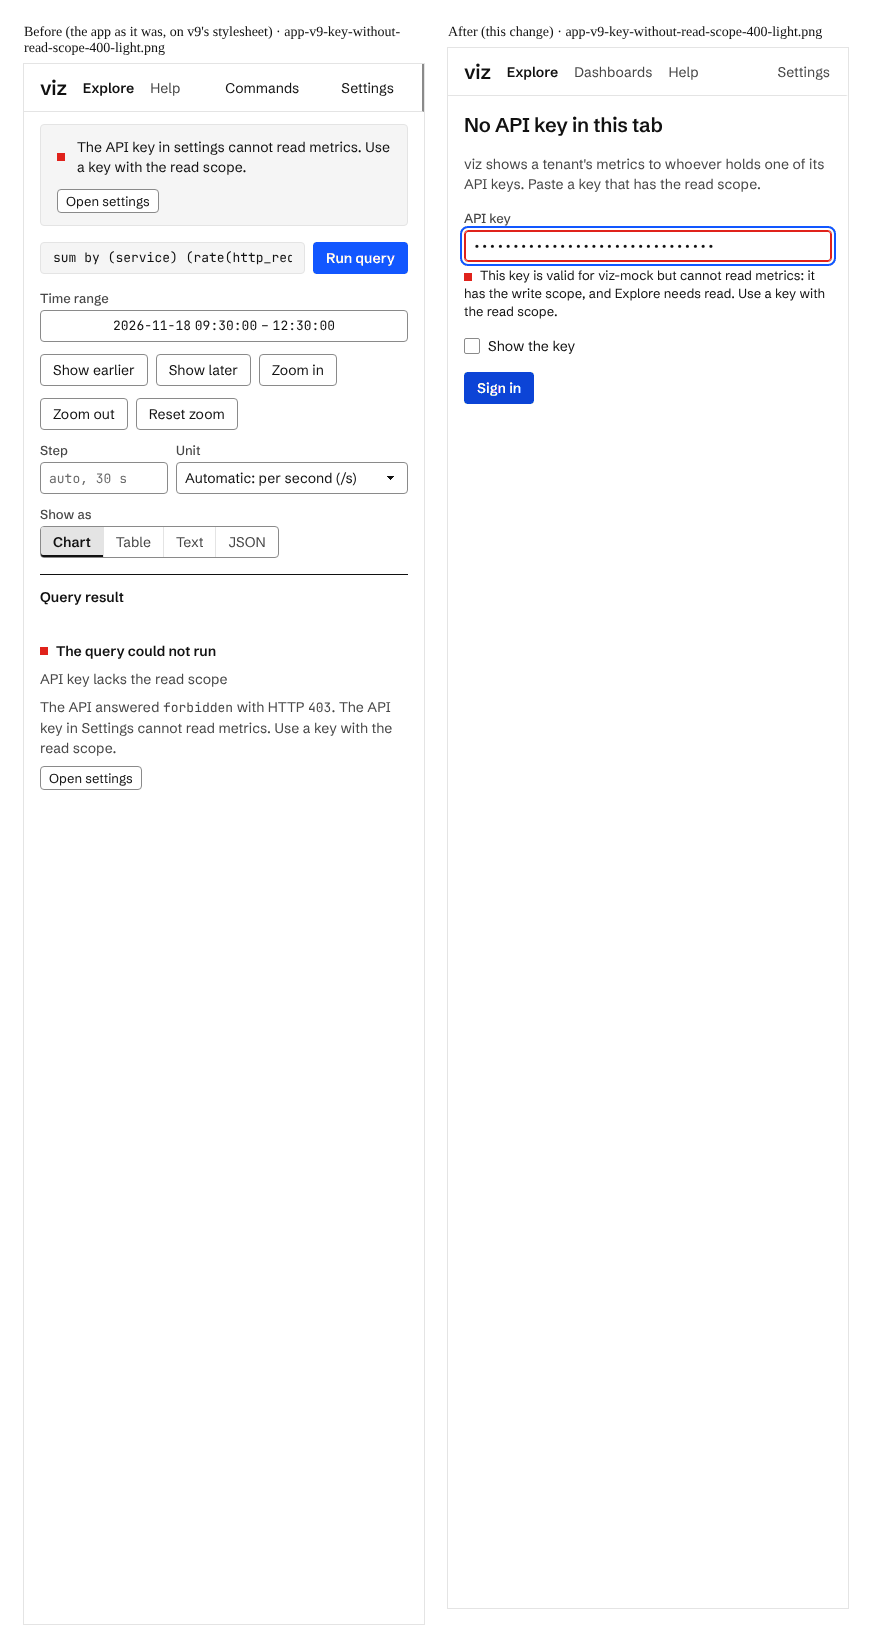 Before (the app as it was, on v9's stylesheet) · app-v9-key-without-
read-scope-400-light.png
viz Explore Help Commands Settings
The API key in settings cannot read metrics. Use
a key with the read scope.
Open settings
sum by (service) (rate(http_rec Run query
Time range
2026-11-18 09:30:00 – 12:30:00
Show earlier Show later Zoom in
Zoom out Reset zoom
Step Unit
auto, 30 s Automatic: per second (/s)
Show as
Chart Table Text JSON
Query result
The query could not run
API key lacks the read scope
The API answered forbidden with HTTP 403. The API
key in Settings cannot read metrics. Use a key with the
read scope.
Open settings
After (this change) · app-v9-key-without-read-scope-400-light.png
viz Explore Dashboards Help Settings
No API key in this tab
viz shows a tenant's metrics to whoever holds one of its
API keys. Paste a key that has the read scope.
API key
This key is valid for viz-mock but cannot read metrics: it
has the write scope, and Explore needs read. Use a key with
the read scope.
Show the key
Sign in